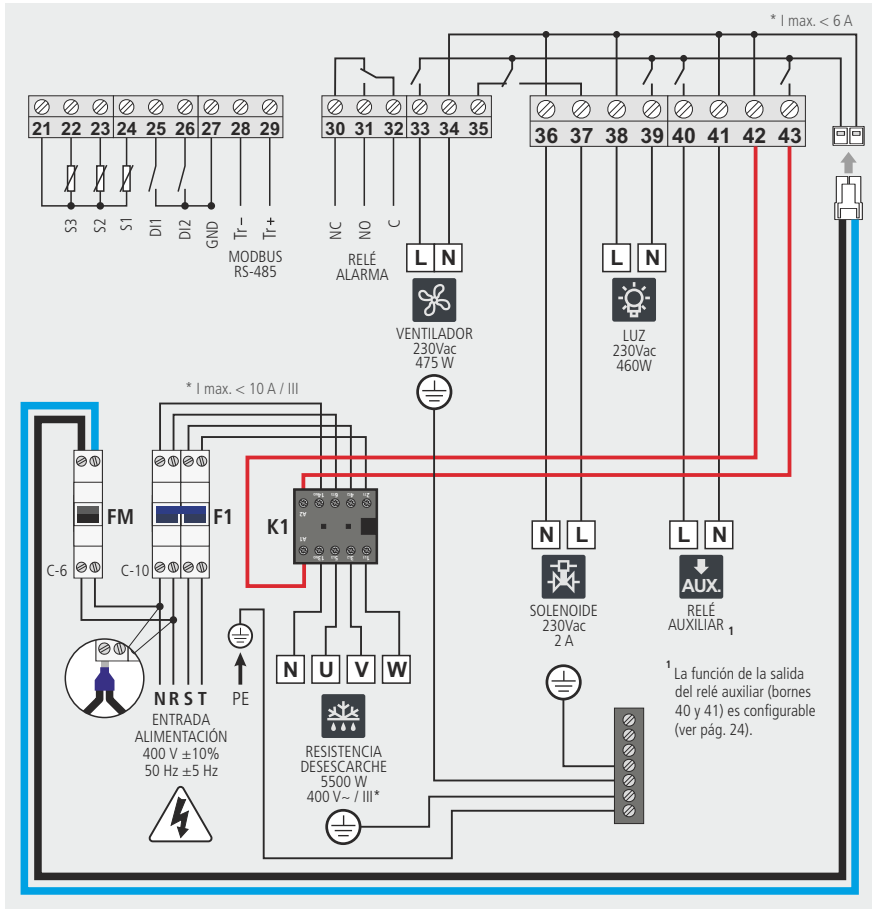 * I max. < 6 A
21 22 23 24 25 26 27 28 29
30 31 32 33 34 35
36 37 38 39 40 41 42 43
S3
S2
S1
DI1
DI2
GND
Tr −
Tr +
MODBUS
RS-485
NC
NO
C
RELÉ
ALARMA
L N
VENTILADOR
230Vac
475 W
L N
LUZ
230Vac
460W
* I max. < 10 A / III
FM
F1
C-6
C-10
K1
A2
A1
N U V W
N L
SOLENOIDE
230Vac
2 A
L N
AUX.
RELÉ
AUXILIAR 1
1 La función de la salida
del relé auxiliar (bornes
40 y 41) es configurable
(ver pág. 24).
N R S T
ENTRADA
ALIMENTACIÓN
400 V ±10%
50 Hz ±5 Hz
PE
RESISTENCIA
DESESCARCHE
5500 W
400 V~ / III*